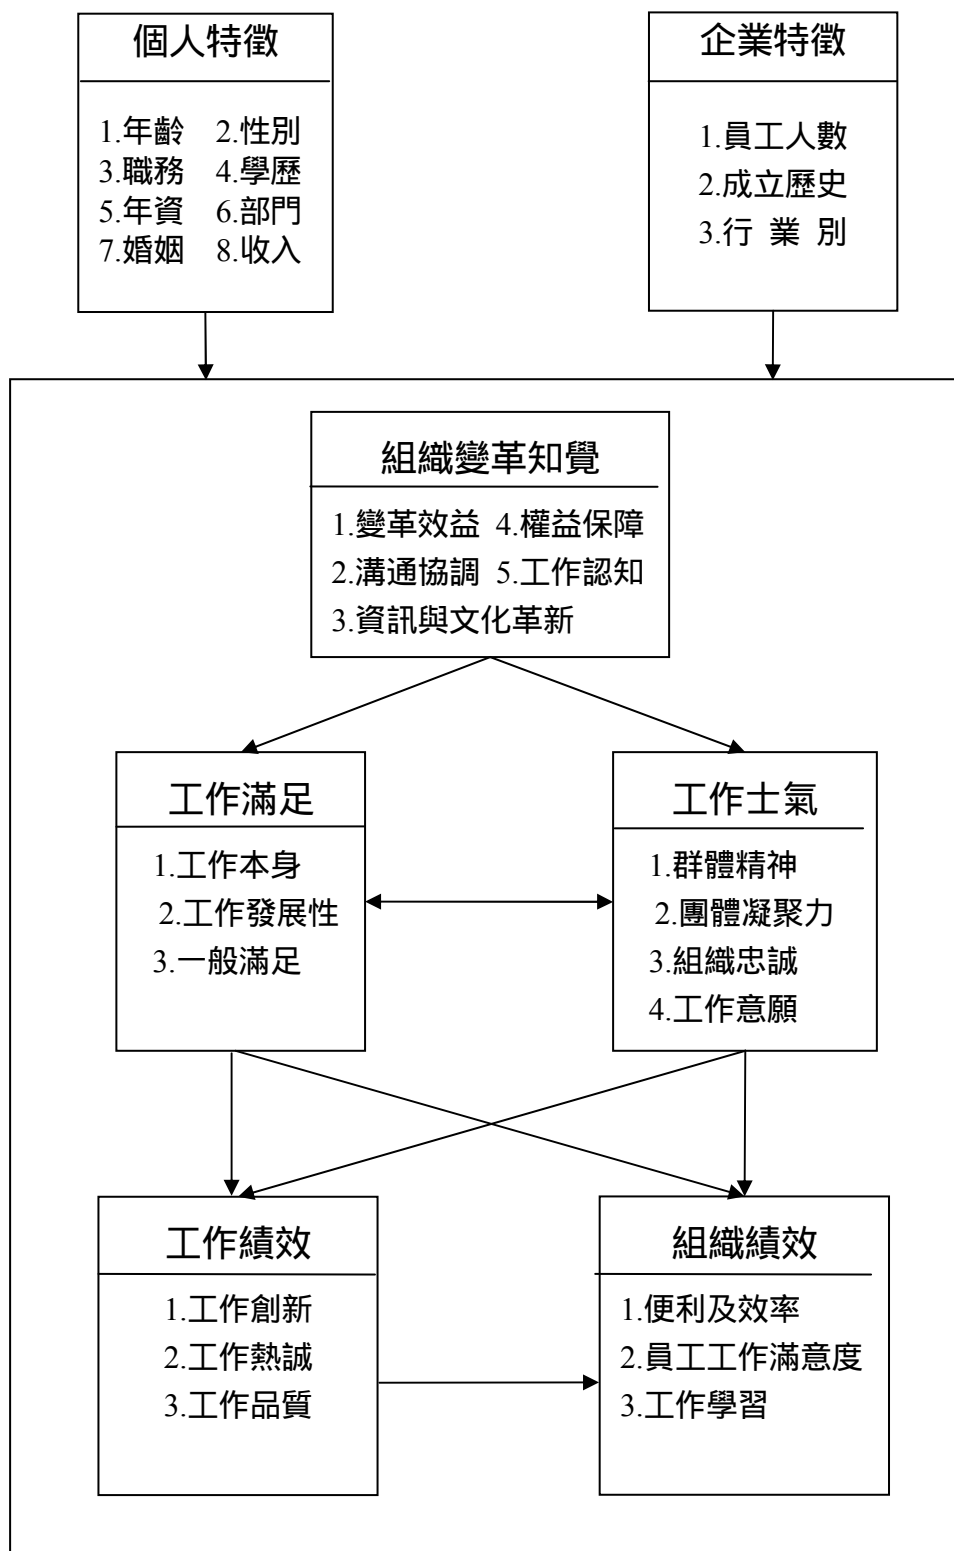 個人特徵
1.年齡 2.性別
3.職務 4.學歷
5.年資 6.部門
7.婚姻 8.收入
企業特徵
1.員工人數
2.成立歷史
3.行 業 別
組織變革知覺
1.變革效益 4.權益保障
2.溝通協調 5.工作認知
3.資訊與文化革新
工作滿足
1.工作本身
2.工作發展性
3.一般滿足
工作士氣
1.群體精神
2.團體凝聚力
3.組織忠誠
4.工作意願
工作績效
1.工作創新
2.工作熱誠
3.工作品質
組織績效
1.便利及效率
2.員工工作滿意度
3.工作學習